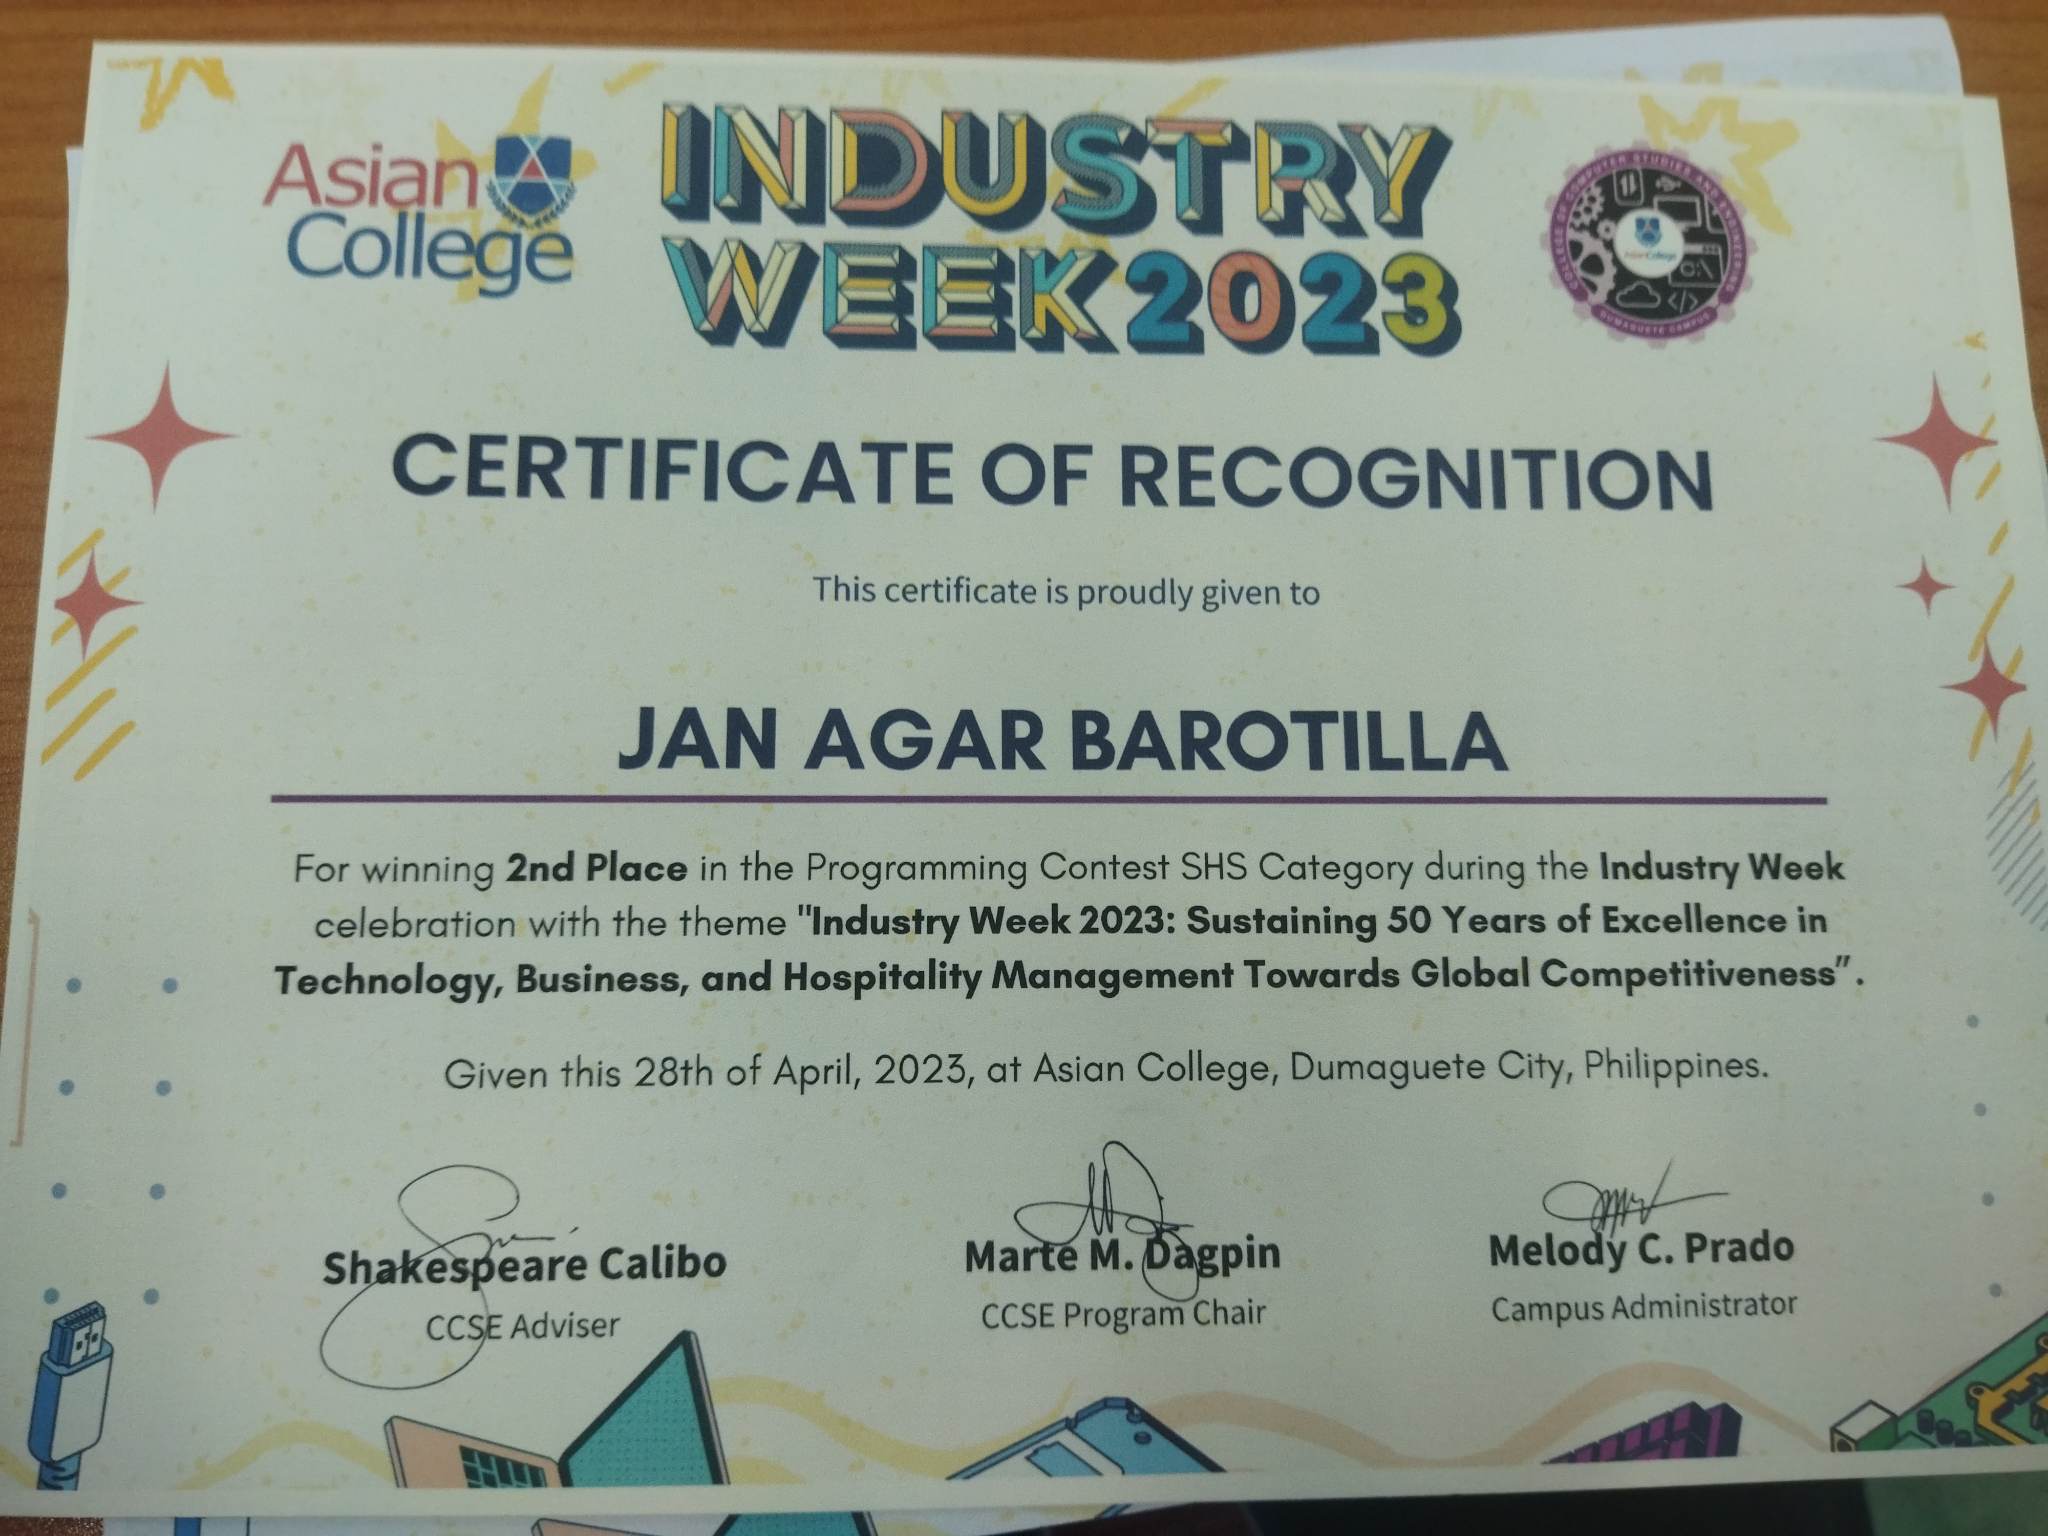 Asian
College
INDUSTRY
WEEK 2023
COLLEGE OF COMPUTER STUDIES AND ENGINEERING
AsianCollege
DUMAGUETE CAMPUS
CERTIFICATE OF RECOGNITION
This certificate is proudly given to
JAN AGAR BAROTILLA
For winning 2nd Place in the Programming Contest SHS Category during the Industry Week
celebration with the theme "Industry Week 2023: Sustaining 50 Years of Excellence in
Technology, Business, and Hospitality Management Towards Global Competitiveness”.
Given this 28th of April, 2023, at Asian College, Dumaguete City, Philippines.
Shakespeare Calibo
CCSE Adviser
Marte M. Dagpin
CCSE Program Chair
Melody C. Prado
Campus Administrator